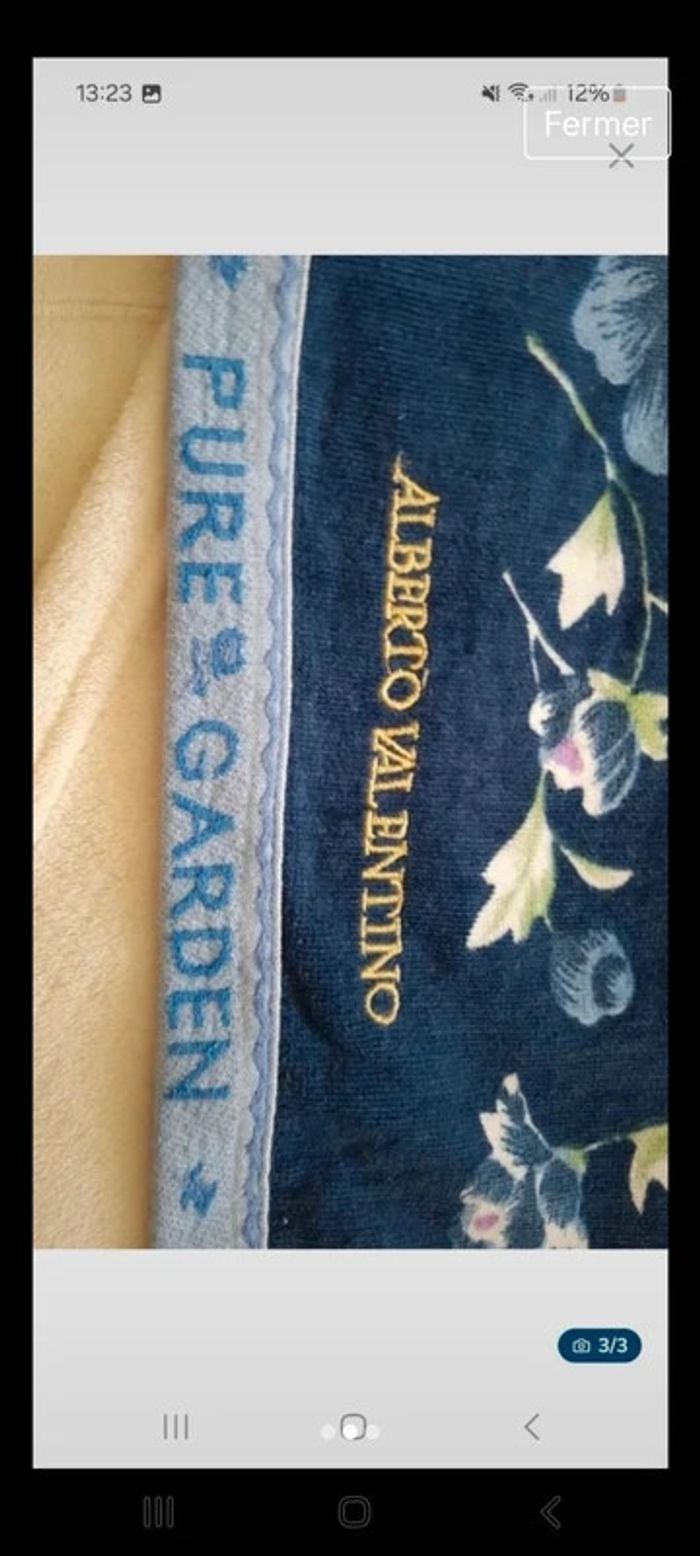 13:23
12%
Fermer
PURE GARDEN
ALBERTO VALENTINO
3/3